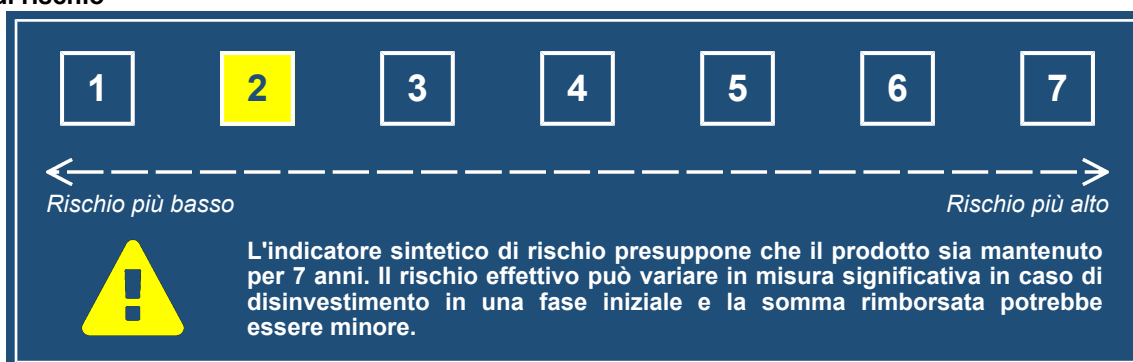 di rischio
1 2 3 4 5 6 7
Rischio più basso Rischio più alto
L'indicatore sintetico di rischio presuppone che il prodotto sia mantenuto
per 7 anni. Il rischio effettivo può variare in misura significativa in caso di
disinvestimento in una fase iniziale e la somma rimborsata potrebbe
essere minore.